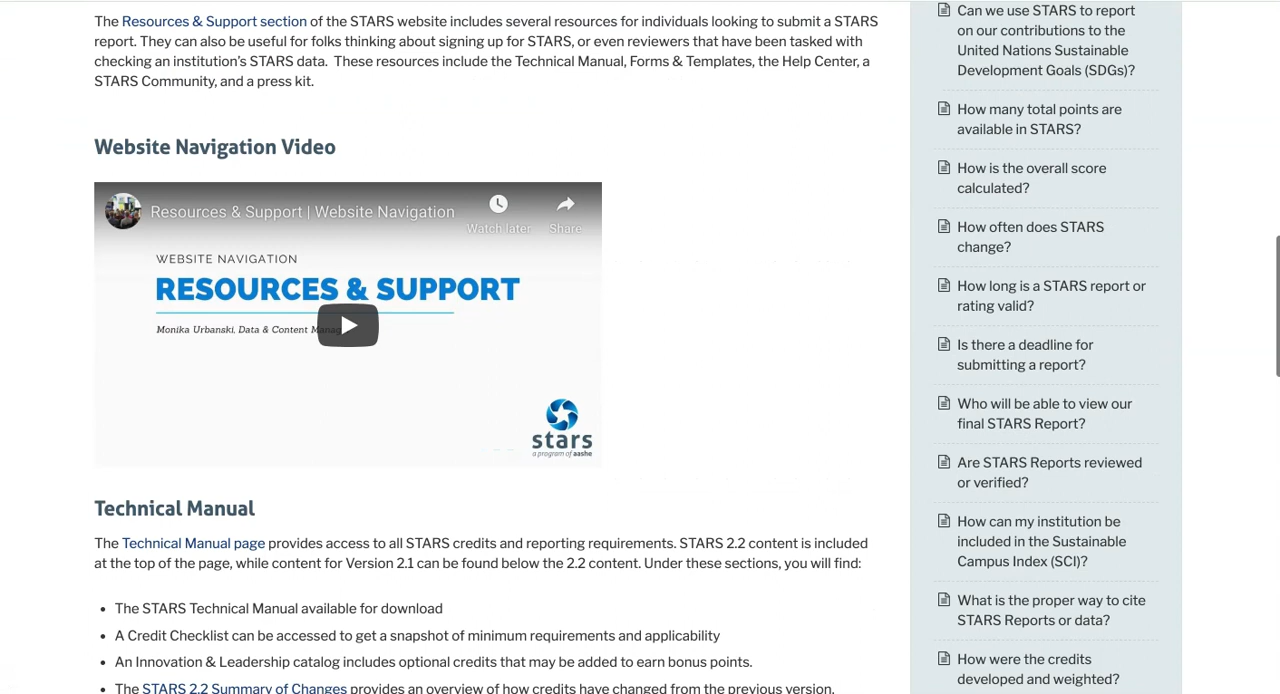 The Resources & Support section of the STARS website includes several resources for individuals looking to submit a STARS
report. They can also be useful for folks thinking about signing up for STARS, or even reviewers that have been tasked with
checking an institution's STARS data.  These resources include the Technical Manual, Forms & Templates, the Help Center, a
STARS Community, and a press kit.
Website Navigation Video
Resources & Support | Website Navigation
Watch later
Share
WEBSITE NAVIGATION
RESOURCES & SUPPORT
Monika Urbanski, Data & Content
stars
a program of aashe
Technical Manual
The Technical Manual page provides access to all STARS credits and reporting requirements. STARS 2.2 content is included
at the top of the page, while content for Version 2.1 can be found below the 2.2 content. Under these sections, you will find:
• The STARS Technical Manual available for download
• A Credit Checklist can be accessed to get a snapshot of minimum requirements and applicability
• An Innovation & Leadership catalog includes optional credits that may be added to earn bonus points.
• The STARS 2.2 Summary of Changes provides an overview of how credits have changed from the previous version.
Can we use STARS to report
on our contributions to the
United Nations Sustainable
Development Goals (SDGs)?
How many total points are
available in STARS?
How is the overall score
calculated?
How often does STARS
change?
How long is a STARS report or
rating valid?
Is there a deadline for
submitting a report?
Who will be able to view our
final STARS Report?
Are STARS Reports reviewed
or verified?
How can my institution be
included in the Sustainable
Campus Index (SCI)?
What is the proper way to cite
STARS Reports or data?
How were the credits
developed and weighted?